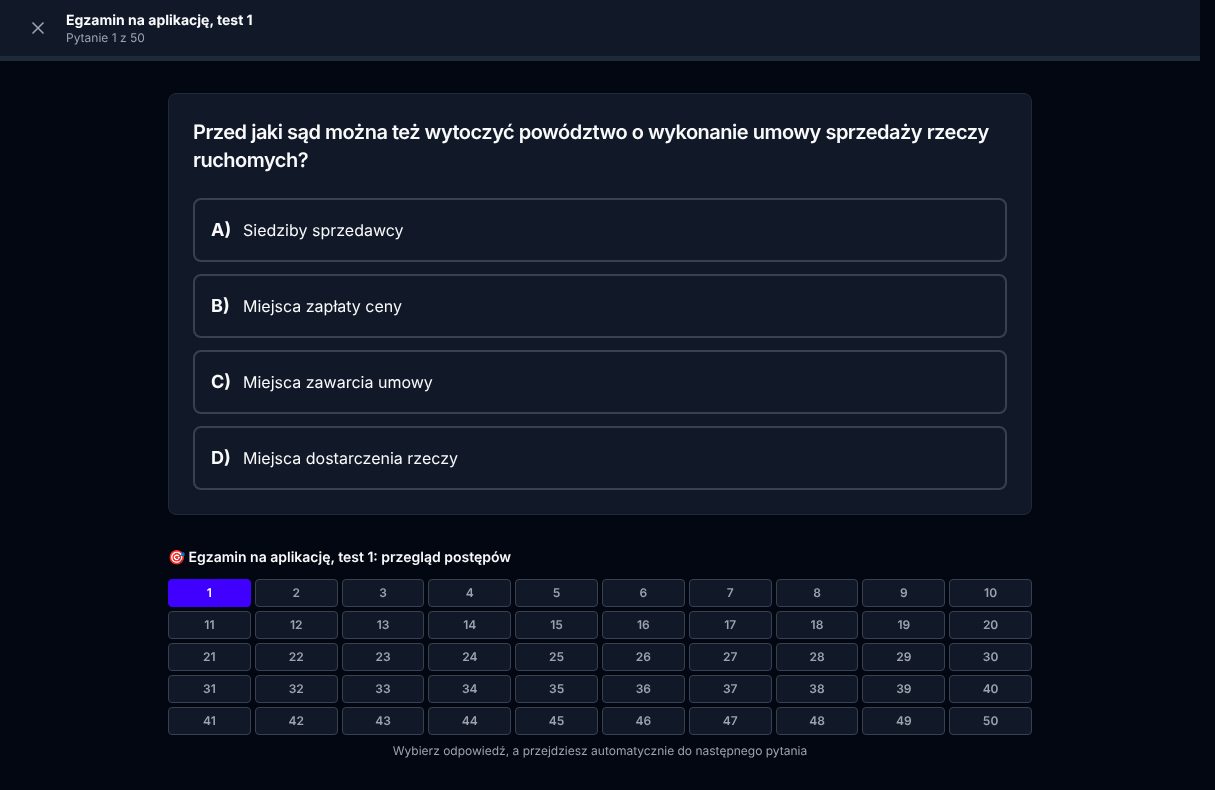 Egzamin na aplikację, test 1
Pytanie 1 z 50
Przed jaki sąd można też wytoczyć powództwo o wykonanie umowy sprzedaży rzeczy
ruchomych?
A) Siedziby sprzedawcy
B) Miejsca zapłaty ceny
C) Miejsca zawarcia umowy
D) Miejsca dostarczenia rzeczy
🎯 Egzamin na aplikację, test 1: przegląd postępów
1 2 3 4 5 6 7 8 9 10
11 12 13 14 15 16 17 18 19 20
21 22 23 24 25 26 27 28 29 30
31 32 33 34 35 36 37 38 39 40
41 42 43 44 45 46 47 48 49 50
Wybierz odpowiedź, a przejdziesz automatycznie do następnego pytania